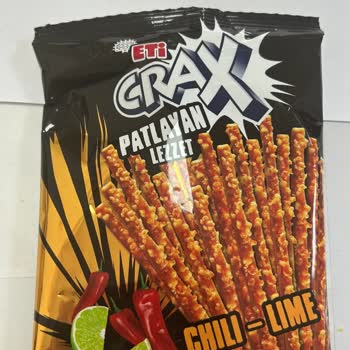 ETi
CRAX
PATLAYAN
LEZZET
CHILI - LIME